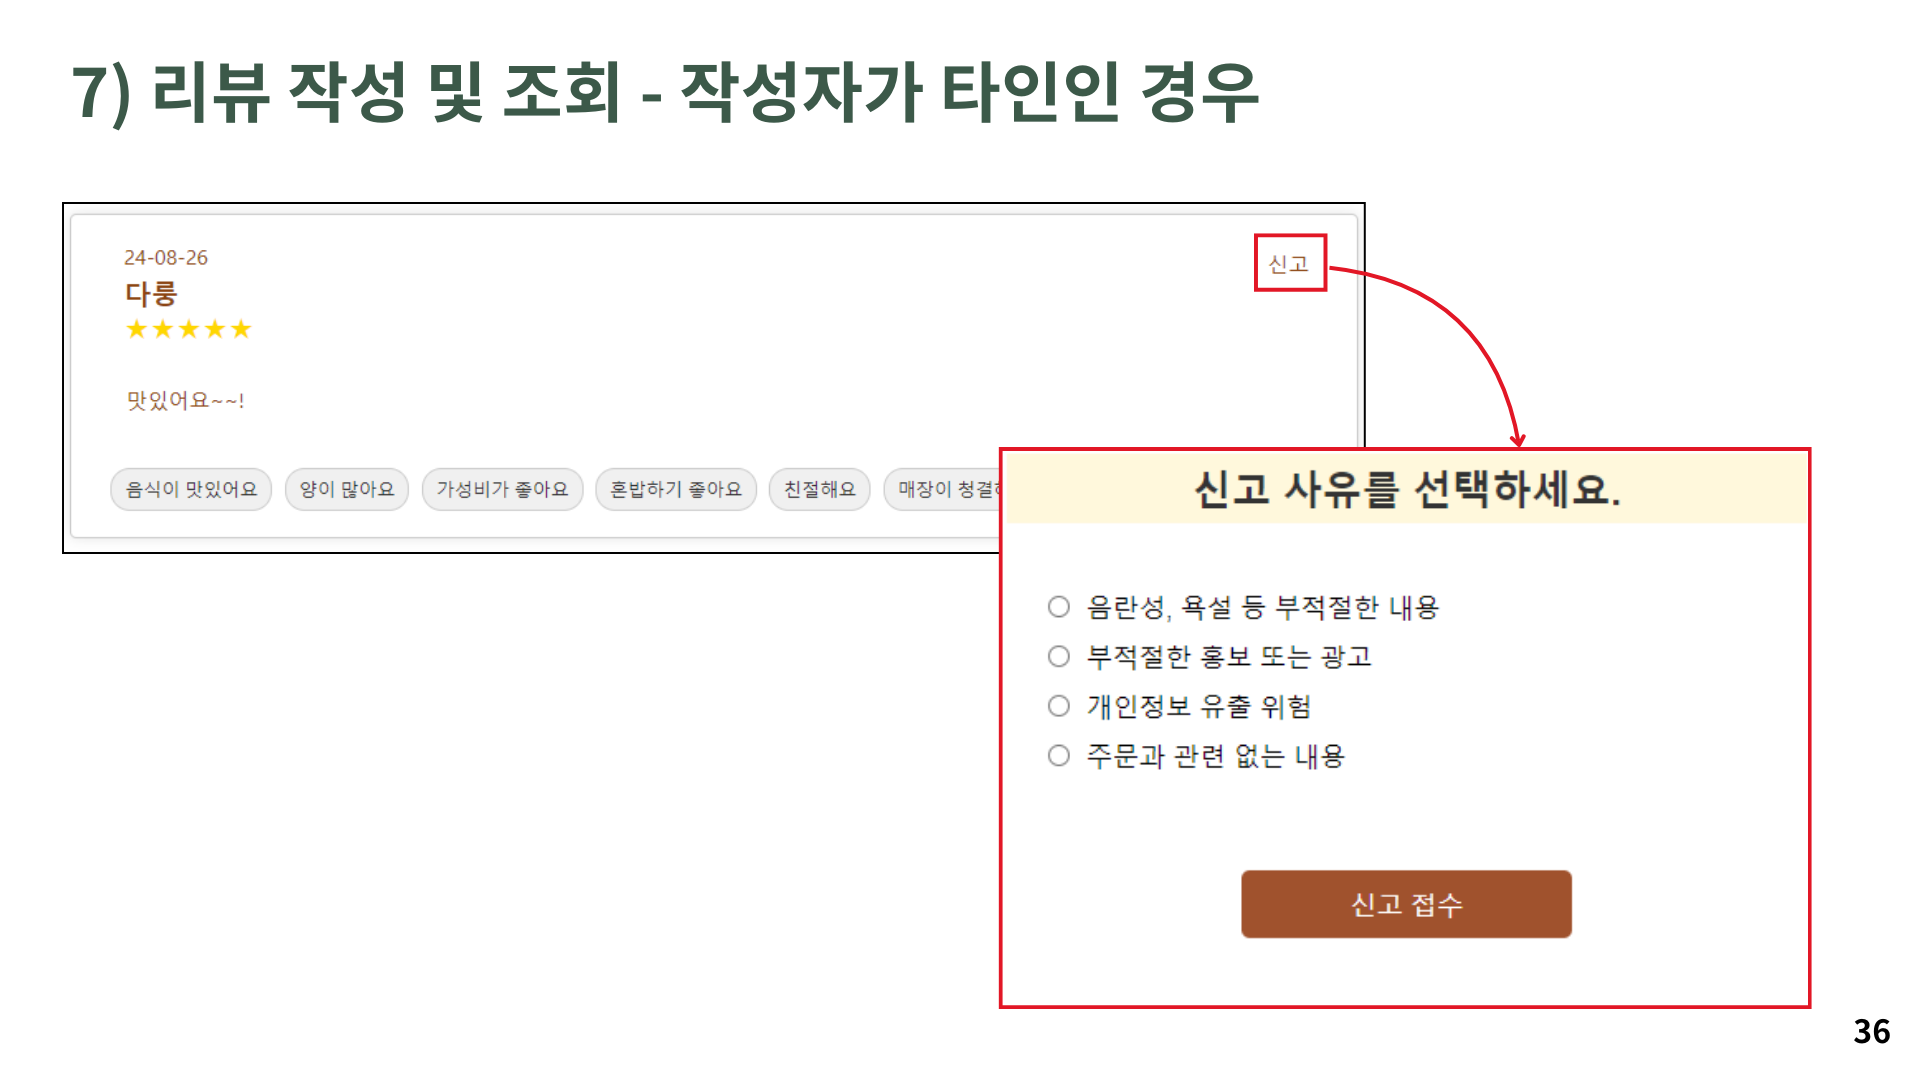 7) 리뷰 작성 및 조회 - 작성자가 타인인 경우
24-08-26
신고
다룽
★★★★★
맛있어요~~!
음식이 맛있어요 양이 많아요 가성비가 좋아요 혼밥하기 좋아요 친절해요 매장이
신고 사유를 선택하세요.
음란성, 욕설 등 부적절한 내용
부적절한 홍보 또는 광고
개인정보 유출 위험
주문과 관련 없는 내용
신고 접수
36